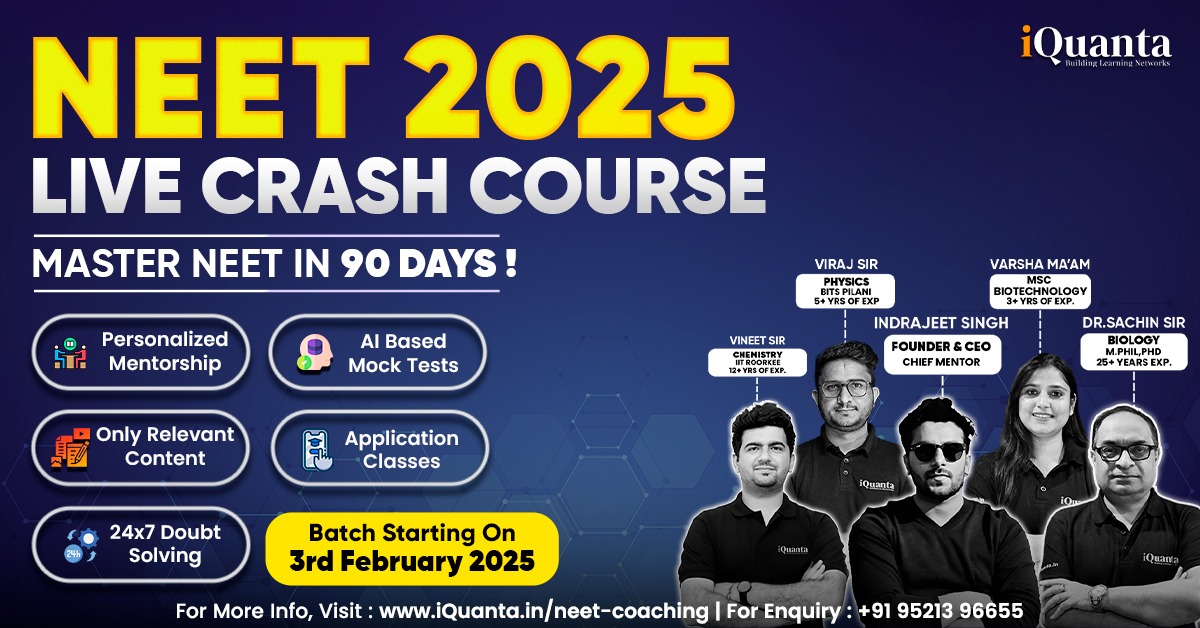 NEET 2025
iQuanta
Building Learning Networks
LIVE CRASH COURSE
MASTER NEET IN 90 DAYS !
Personalized
Mentorship
AI Based
Mock Tests
Only Relevant
Content
Application
Classes
24h
24x7 Doubt
Solving
Batch Starting On
3rd February 2025
VINEET SIR
CHEMISTRY
IIT ROORKEE
12+ YRS OF EXP.
VIRAJ SIR
PHYSICS
BITS PILANI
5+ YRS OF EXP
INDRAJEET SINGH
FOUNDER & CEO
CHIEF MENTOR
VARSHA MA'AM
MSC
BIOTECHNOLOGY
3+ YRS OF EXP.
DR.SACHIN SIR
BIOLOGY
M.PHIL,PHD
25+ YEARS EXP.
iQuanta
iQuanta
iQuanta
For More Info, Visit : www.iQuanta.in/neet-coaching | For Enquiry : +91 95213 96655